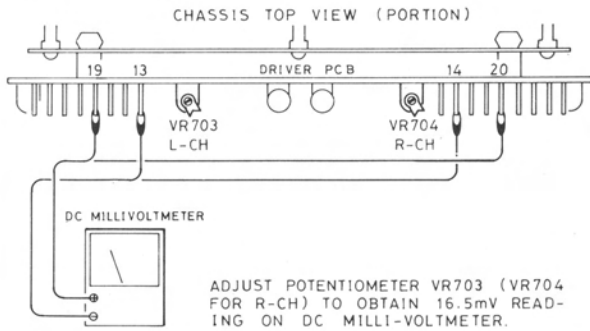 CHASSIS TOP VIEW (PORTION)
19 13 DRIVER PCB 14 20
VR703 VR704
L-CH R-CH
DC MILLIVOLTMETER
ADJUST POTENTIOMETER VR703 (VR704
FOR R-CH) TO OBTAIN 16.5mV READ-
ING ON DC MILLI-VOLTMETER.